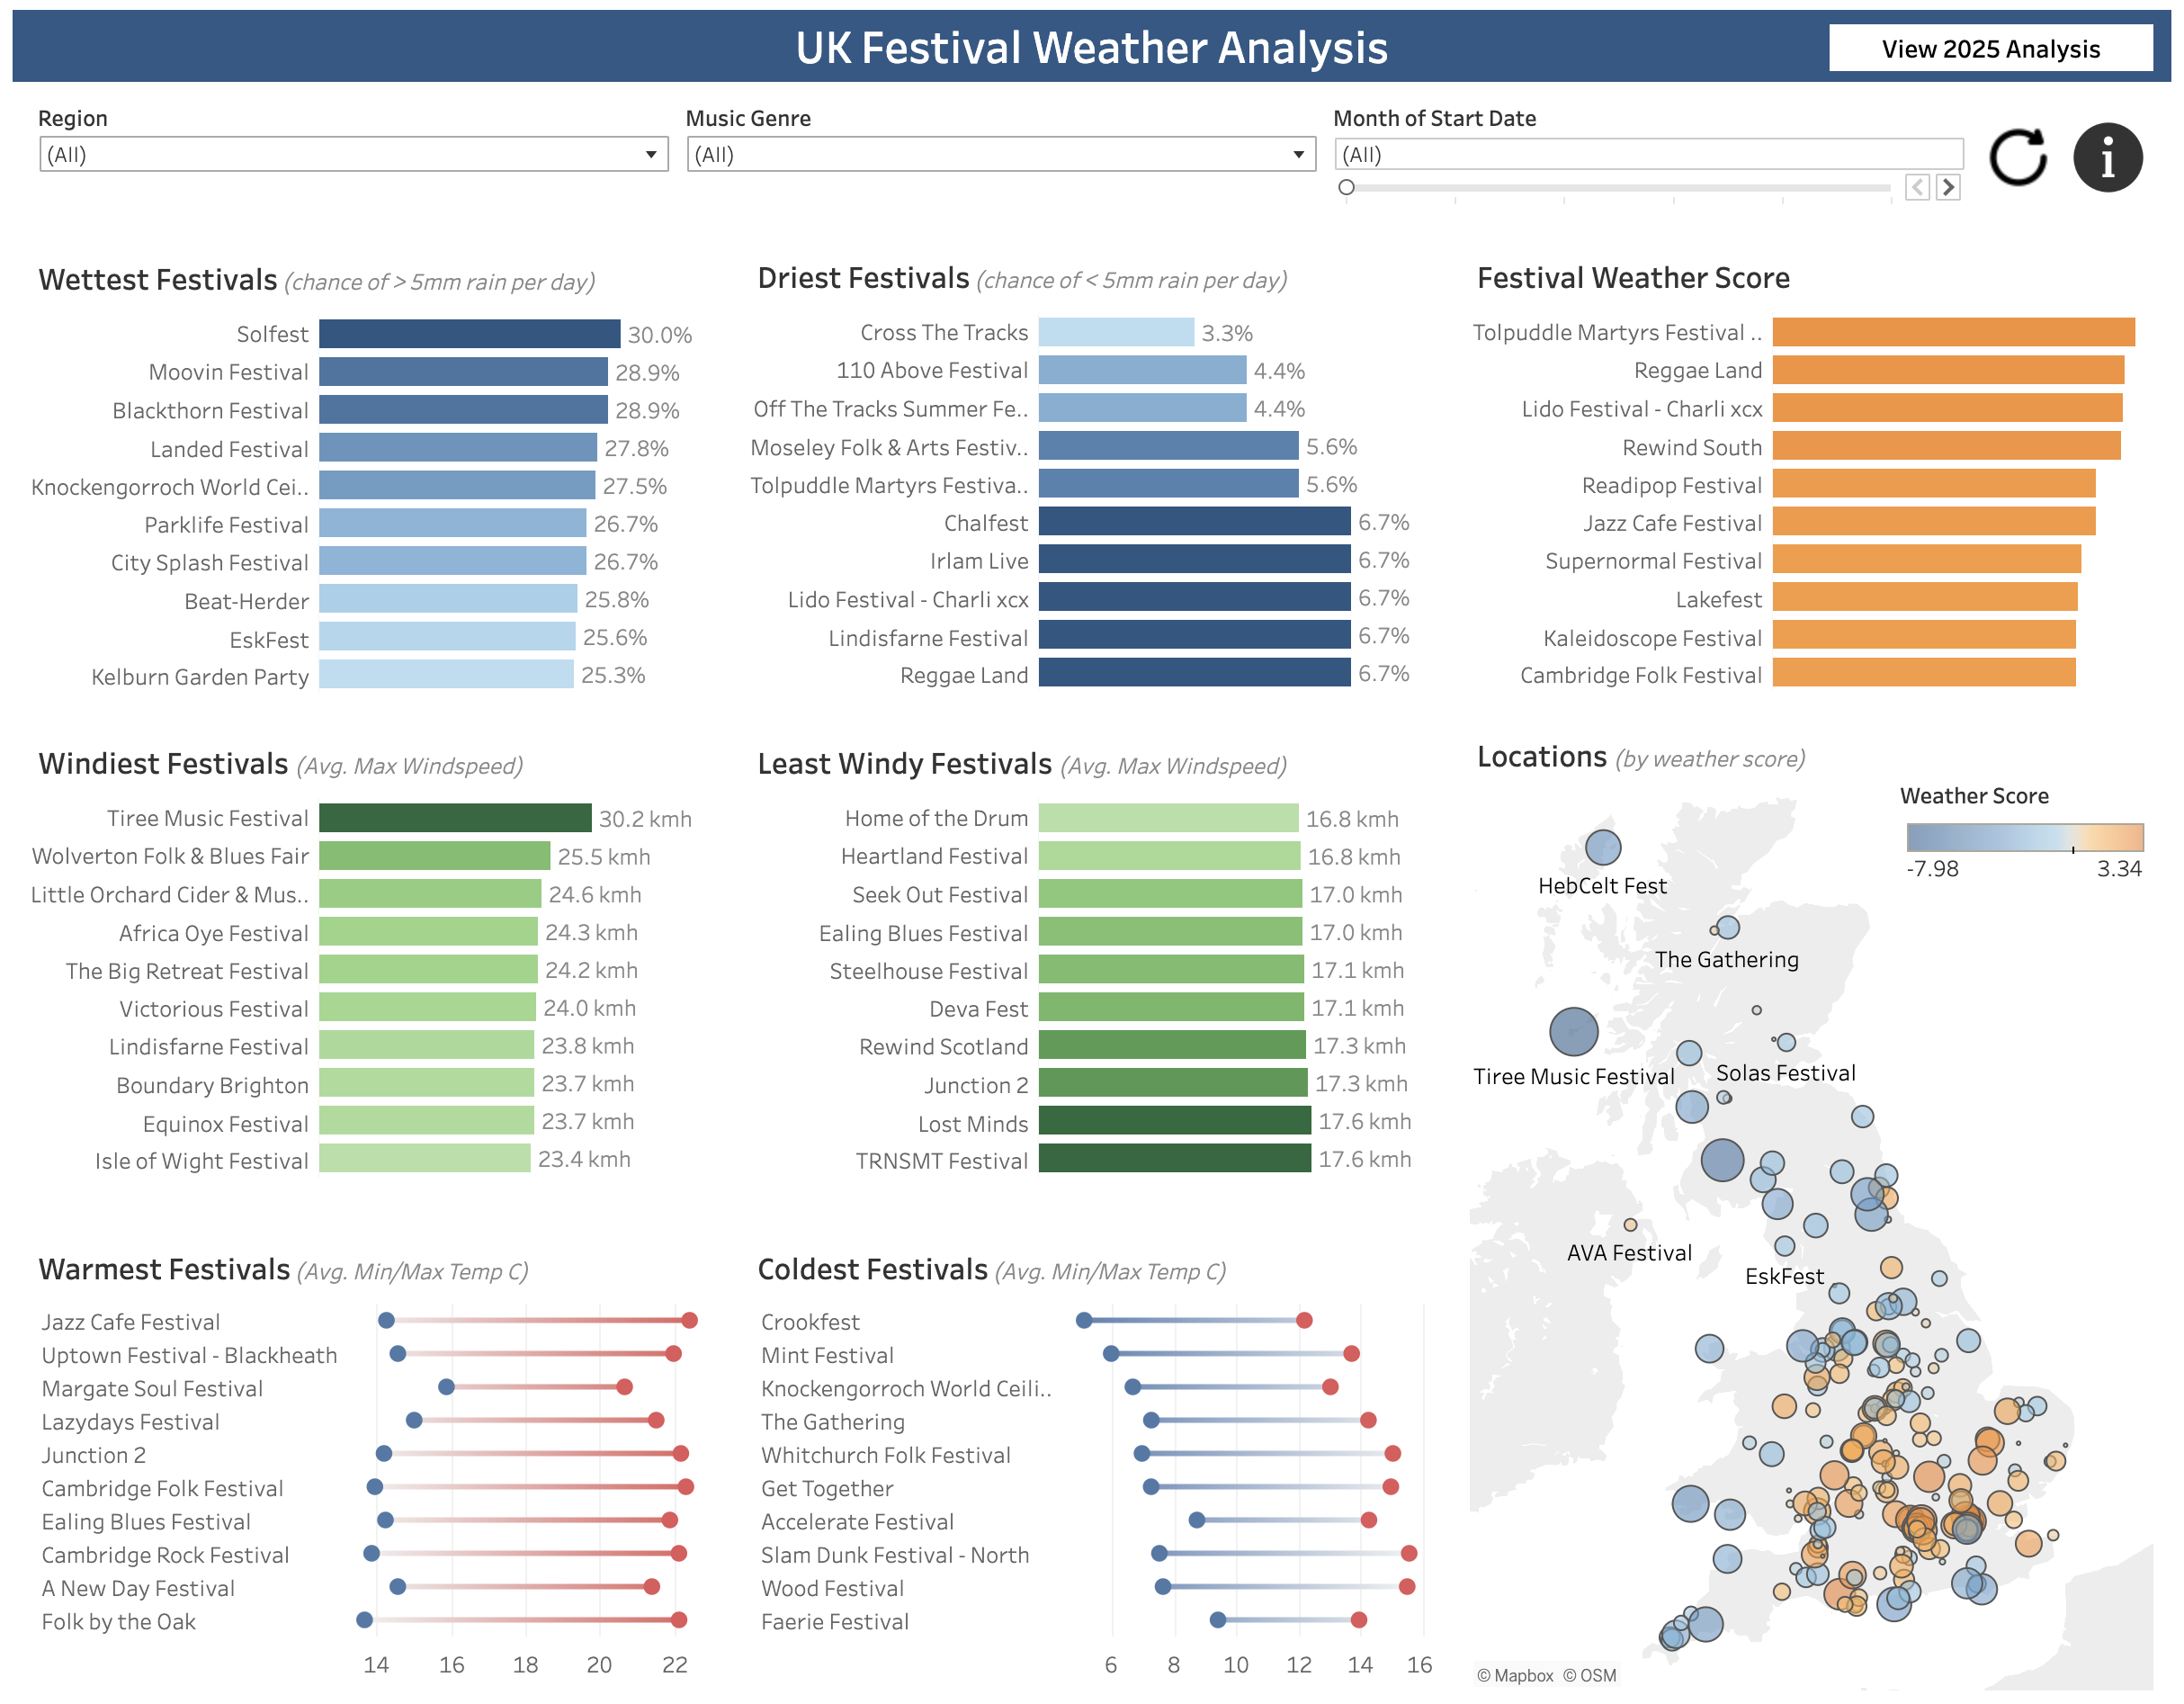 UK Festival Weather Analysis
View 2025 Analysis
Region
(All)
Music Genre
(All)
Month of Start Date
(All)
Wettest Festivals (chance of > 5mm rain per day)
Solfest 30.0%
Moovin Festival 28.9%
Blackthorn Festival 28.9%
Landed Festival 27.8%
Knockengorroch World Cei.. 27.5%
Parklife Festival 26.7%
City Splash Festival 26.7%
Beat-Herder 25.8%
EskFest 25.6%
Kelburn Garden Party 25.3%
Driest Festivals (chance of < 5mm rain per day)
Cross The Tracks 3.3%
110 Above Festival 4.4%
Off The Tracks Summer Fe.. 4.4%
Moseley Folk & Arts Festiv.. 5.6%
Tolpuddle Martyrs Festiva.. 5.6%
Chalfest 6.7%
Irlam Live 6.7%
Lido Festival - Charli xcx 6.7%
Lindisfarne Festival 6.7%
Reggae Land 6.7%
Festival Weather Score
Tolpuddle Martyrs Festival ..
Reggae Land
Lido Festival - Charli xcx
Rewind South
Readipop Festival
Jazz Cafe Festival
Supernormal Festival
Lakefest
Kaleidoscope Festival
Cambridge Folk Festival
Windiest Festivals (Avg. Max Windspeed)
Tiree Music Festival 30.2 kmh
Wolverton Folk & Blues Fair 25.5 kmh
Little Orchard Cider & Mus.. 24.6 kmh
Africa Oye Festival 24.3 kmh
The Big Retreat Festival 24.2 kmh
Victorious Festival 24.0 kmh
Lindisfarne Festival 23.8 kmh
Boundary Brighton 23.7 kmh
Equinox Festival 23.7 kmh
Isle of Wight Festival 23.4 kmh
Least Windy Festivals (Avg. Max Windspeed)
Home of the Drum 16.8 kmh
Heartland Festival 16.8 kmh
Seek Out Festival 17.0 kmh
Ealing Blues Festival 17.0 kmh
Steelhouse Festival 17.1 kmh
Deva Fest 17.1 kmh
Rewind Scotland 17.3 kmh
Junction 2 17.3 kmh
Lost Minds 17.6 kmh
TRNSMT Festival 17.6 kmh
Locations (by weather score)
Weather Score
-7.98 3.34
HebCelt Fest
The Gathering
Tiree Music Festival
Solas Festival
AVA Festival
EskFest
© Mapbox © OSM
Warmest Festivals (Avg. Min/Max Temp C)
Jazz Cafe Festival
Uptown Festival - Blackheath
Margate Soul Festival
Lazydays Festival
Junction 2
Cambridge Folk Festival
Ealing Blues Festival
Cambridge Rock Festival
A New Day Festival
Folk by the Oak
14 16 18 20 22
Coldest Festivals (Avg. Min/Max Temp C)
Crookfest
Mint Festival
Knockengorroch World Ceili..
The Gathering
Whitchurch Folk Festival
Get Together
Accelerate Festival
Slam Dunk Festival - North
Wood Festival
Faerie Festival
6 8 10 12 14 16